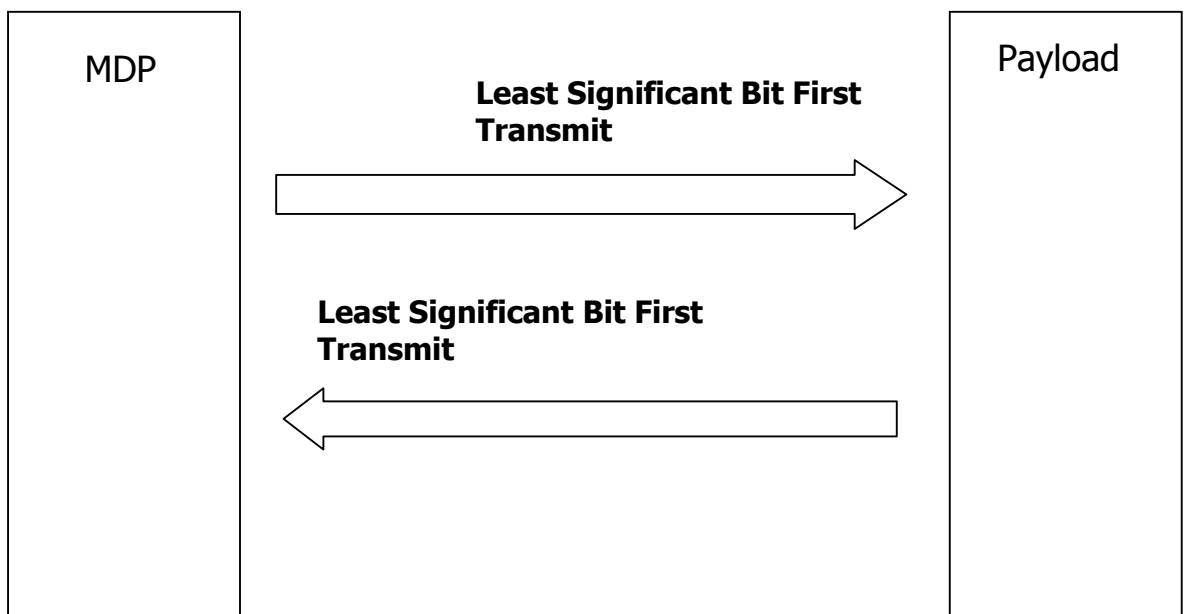 MDP
Payload
Least Significant Bit First
Transmit
Least Significant Bit First
Transmit